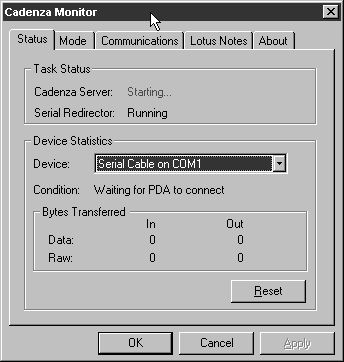 Cadenza Monitor
Status Mode Communications Lotus Notes About
Task Status
Cadenza Server: Starting...
Serial Redirector: Running
Device Statistics
Device: Serial Cable on COM1
Condition: Waiting for PDA to connect
Bytes Transferred
In Out
Data: 0 0
Raw: 0 0
Reset
OK Cancel Apply